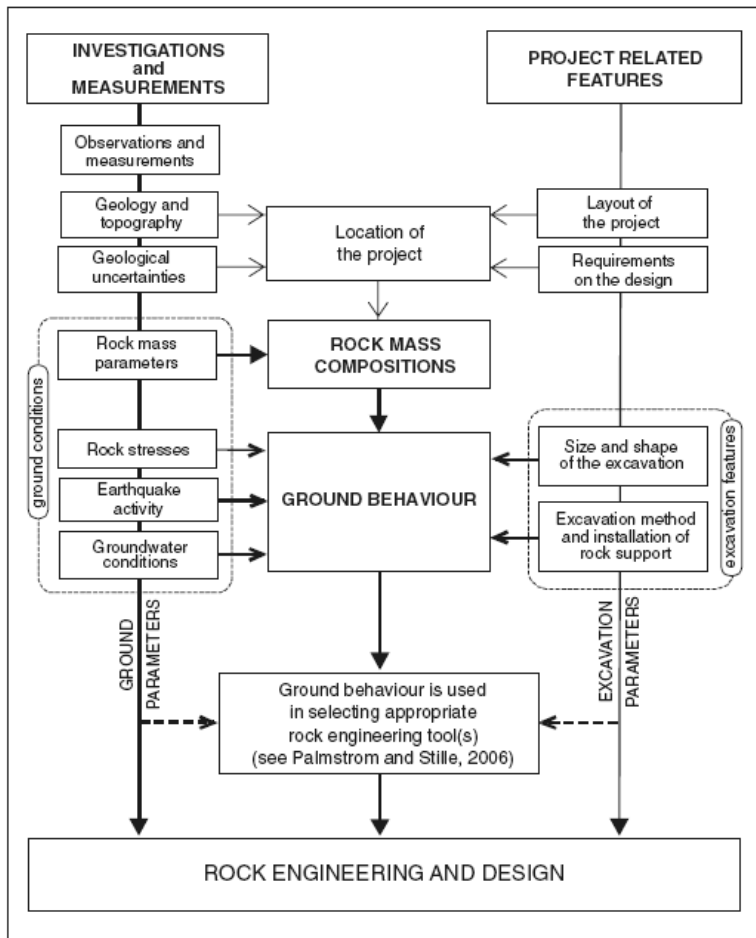 INVESTIGATIONS
and
MEASUREMENTS
PROJECT RELATED
FEATURES
Observations and
measurements
Geology and
topography
Location of
the project
Layout of
the project
Geological
uncertainties
Requirements
on the design
ground conditions
Rock mass
parameters
ROCK MASS
COMPOSITIONS
Rock stresses
Earthquake
activity
Groundwater
conditions
GROUND BEHAVIOUR
Size and shape
of the excavation
Excavation method
and installation of
rock support
excavation features
GROUND
PARAMETERS
EXCAVATION
PARAMETERS
Ground behaviour is used
in selecting appropriate
rock engineering tool(s)
(see Palmstrom and Stille, 2006)
ROCK ENGINEERING AND DESIGN